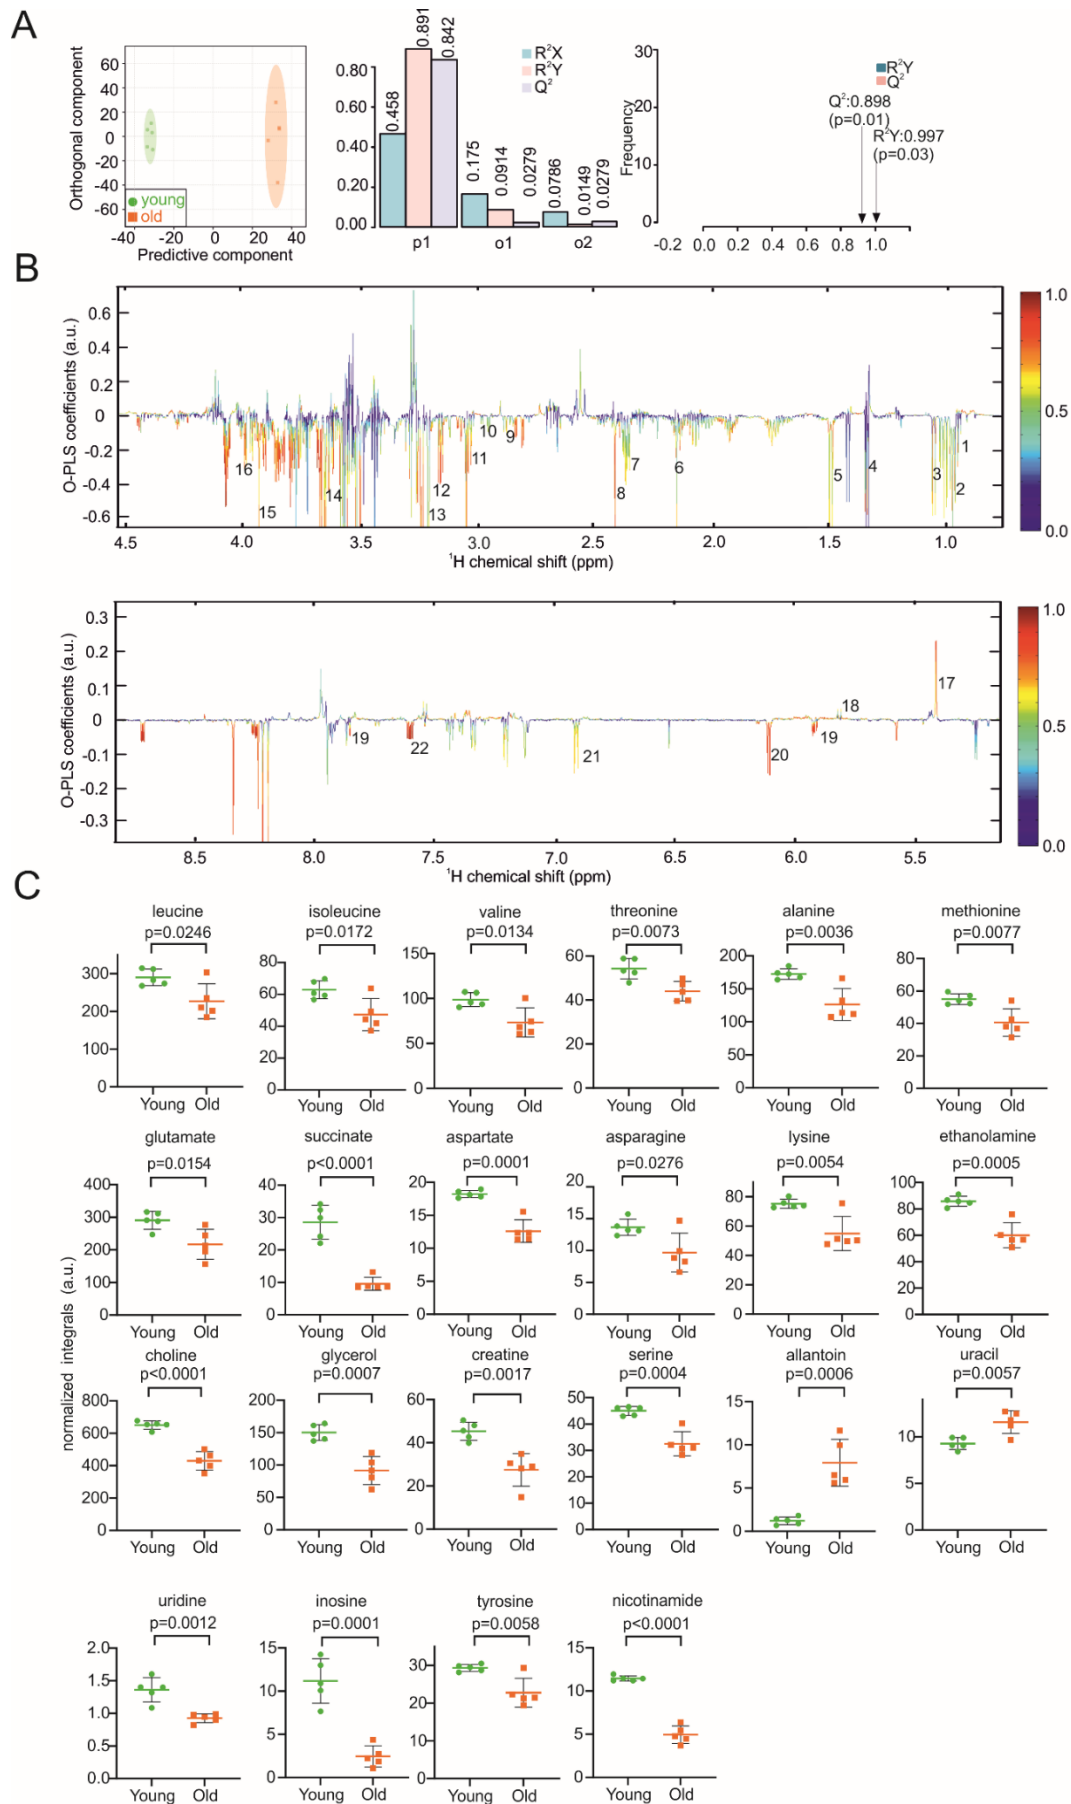 A
Orthogonal component
60
40
20
0
-20
-40
-60
young
old
-40
-20
0
20
40
Predictive component
0.80
0.60
0.40
0.20
0.00
0.458
0.891
0.842
0.175
0.0914
0.0279
0.0786
0.0149
0.0279
p1
o1
o2
R²X
R²Y
Q²
Frequency
30
20
10
0
R²Y
Q²
Q²:0.898
(p=0.01)
R²Y:0.997
(p=0.03)
-0.2
0.0
0.2
0.4
0.6
0.8
1.0
B
O-PLS coefficients (a.u.)
0.6
0.4
0.2
0
-0.2
-0.4
-0.6
16
15
14
13
12
11
10
9
8
7
6
5
4
3
2
1
4.5
4.0
3.5
3.0
2.5
2.0
1.5
1.0
¹H chemical shift (ppm)
1.0
0.5
0.0
O-PLS coefficients (a.u.)
0.3
0.2
0.1
0
-0.1
-0.2
-0.3
19
22
21
20
19
18
17
8.5
8.0
7.5
7.0
6.5
6.0
5.5
¹H chemical shift (ppm)
1.0
0.5
0.0
C
normalized integrals (a.u.)
leucine
p=0.0246
300
200
100
0
Young Old
isoleucine
p=0.0172
80
60
40
20
0
Young Old
valine
p=0.0134
150
100
50
0
Young Old
threonine
p=0.0073
60
40
20
0
Young Old
alanine
p=0.0036
200
150
100
50
0
Young Old
methionine
p=0.0077
80
60
40
20
0
Young Old
glutamate
p=0.0154
400
300
200
100
0
Young Old
succinate
p<0.0001
40
30
20
10
0
Young Old
aspartate
p=0.0001
20
15
10
5
0
Young Old
asparagine
p=0.0276
20
15
10
5
0
Young Old
lysine
p=0.0054
80
60
40
20
0
Young Old
ethanolamine
p=0.0005
100
80
60
40
20
0
Young Old
choline
p<0.0001
800
600
400
200
0
Young Old
glycerol
p=0.0007
200
150
100
50
0
Young Old
creatine
p=0.0017
60
40
20
0
Young Old
serine
p=0.0004
50
40
30
20
10
0
Young Old
allantoin
p=0.0006
15
10
5
0
Young Old
uracil
p=0.0057
10
5
0
Young Old
uridine
p=0.0012
2.0
1.5
1.0
0.5
0.0
Young Old
inosine
p=0.0001
15
10
5
0
Young Old
tyrosine
p=0.0058
30
20
10
0
Young Old
nicotinamide
p<0.0001
15
10
5
0
Young Old